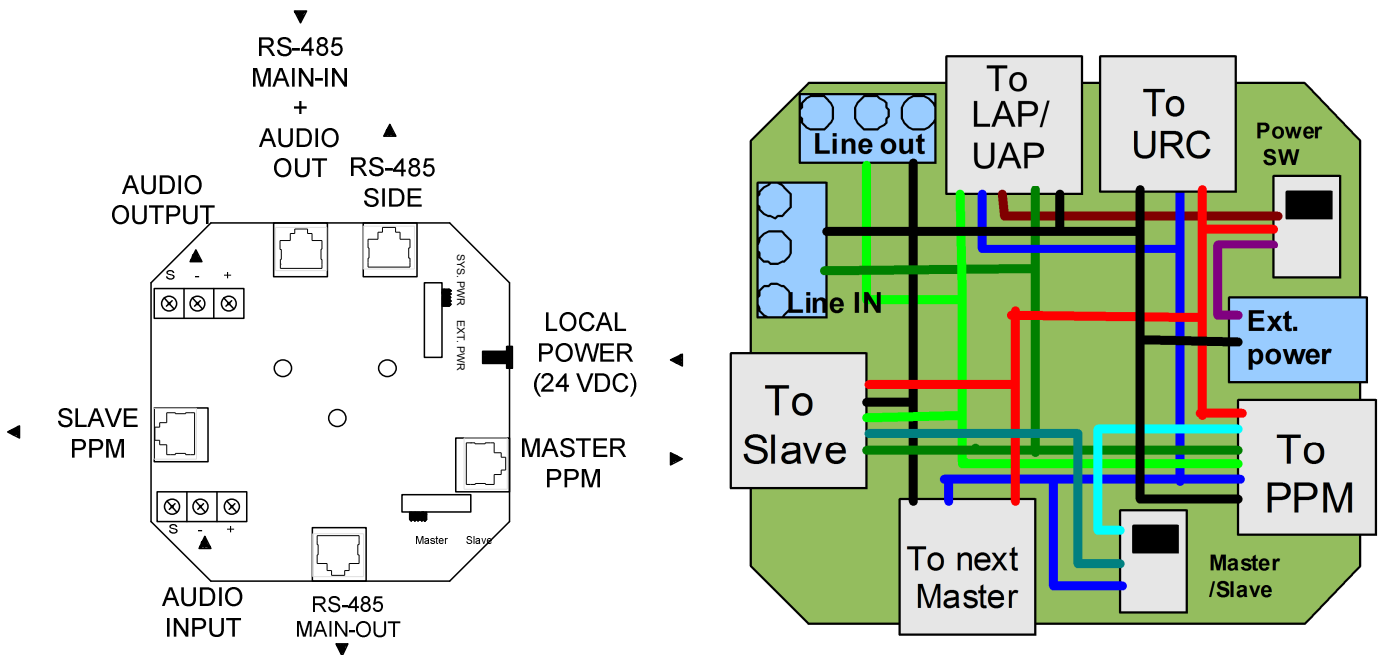 RS-485
MAIN-IN
+
AUDIO
OUT
RS-485
SIDE
AUDIO
OUTPUT
S - +
SYS. PWR
EXT. PWR
LOCAL
POWER
(24 VDC)
SLAVE
PPM
MASTER
PPM
S - +
Master Slave
AUDIO
INPUT
RS-485
MAIN-OUT
To
LAP/
UAP
To
URC
Power
SW
Line out
Line IN
Ext.
power
To
Slave
To
PPM
To next
Master
Master
/Slave